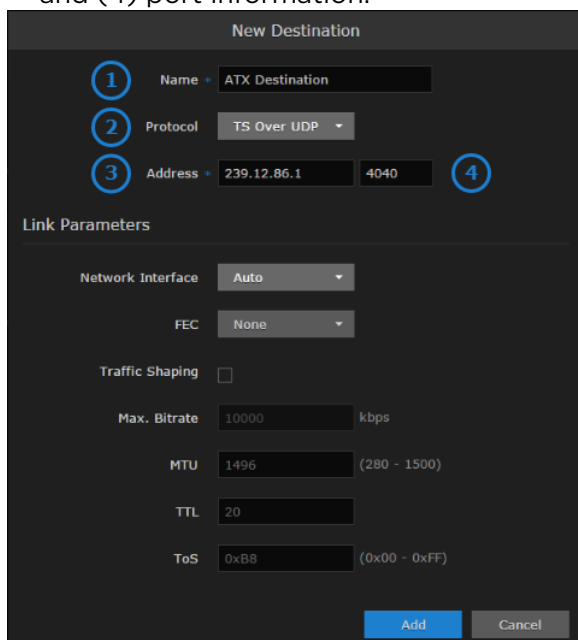 and (4) port information.
New Destination
1 Name * ATX Destination
2 Protocol TS Over UDP
3 Address * 239.12.86.1 4040 4
Link Parameters
Network Interface Auto
FEC None
Traffic Shaping
Max. Bitrate 10000 kbps
MTU 1496 (280 - 1500)
TTL 20
ToS 0xB8 (0x00 - 0xFF)
Add Cancel